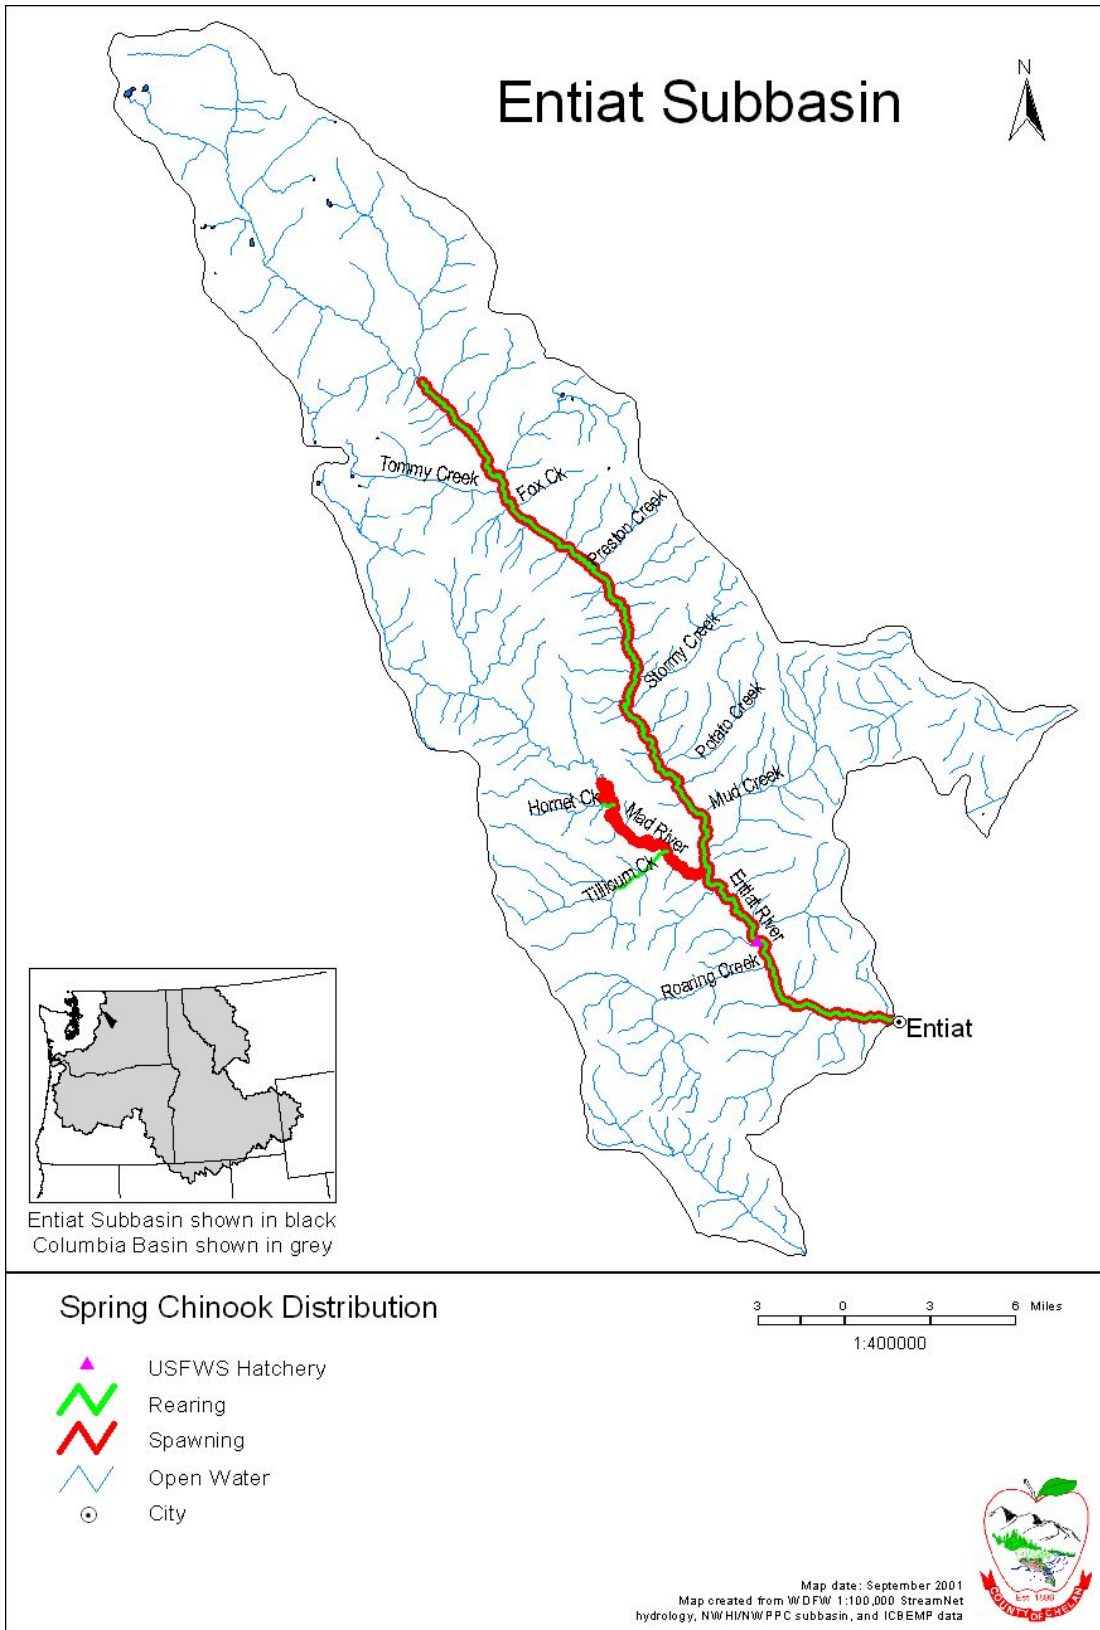 Entiat Subbasin
N
Tommy Creek
Fox Ck
Preston Creek
Stormy Creek
Potato Creek
Mud Creek
Hornet Ck
Mad River
Tillicum Ck
Entiat River
Roaring Creek
Entiat
Entiat Subbasin shown in black
Columbia Basin shown in grey
Spring Chinook Distribution
3 0 3 6 Miles
1:400000
USFWS Hatchery
Rearing
Spawning
Open Water
City
Map date: September 2001
Map created from WDFW 1:100,000 StreamNet
hydrology, NWHI/NWPPC subbasin, and ICBEMP data
Est 1899
COUNTY OF CHELAN